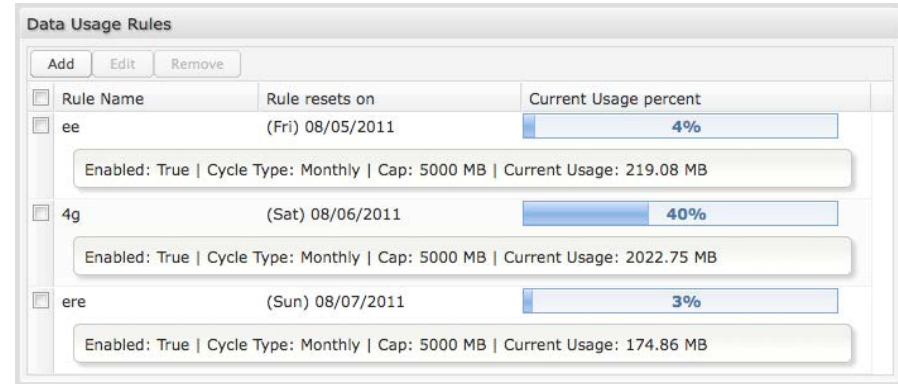 Data Usage Rules
Add Edit Remove
Rule Name Rule resets on Current Usage percent
ee (Fri) 08/05/2011 4%
Enabled: True | Cycle Type: Monthly | Cap: 5000 MB | Current Usage: 219.08 MB
4g (Sat) 08/06/2011 40%
Enabled: True | Cycle Type: Monthly | Cap: 5000 MB | Current Usage: 2022.75 MB
ere (Sun) 08/07/2011 3%
Enabled: True | Cycle Type: Monthly | Cap: 5000 MB | Current Usage: 174.86 MB